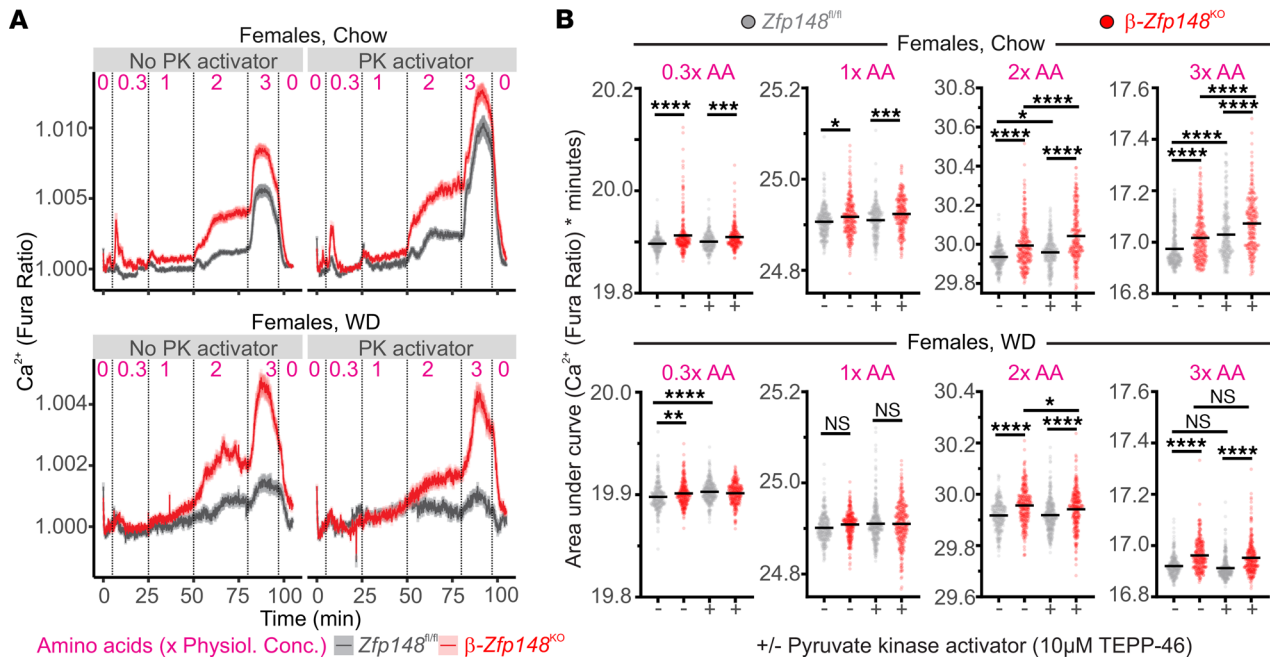 A
Females, Chow
No PK activator
PK activator
0 0.3 1 2 3 0
0 0.3 1 2 3 0
1.010
1.005
1.000
Females, WD
No PK activator
PK activator
0 0.3 1 2 3 0
0 0.3 1 2 3 0
1.004
1.002
1.000
Ca2+ (Fura Ratio)
0 25 50 75 100
0 25 50 75 100
Time (min)
Amino acids (x Physiol. Conc.) Zfp148fl/fl β-Zfp148KO
B
Zfp148fl/fl β-Zfp148KO
Females, Chow
0.3x AA 1x AA 2x AA 3x AA
20.2
20.0
19.8
**** ***
- - + +
25.2
25.0
24.8
* ***
- - + +
30.8
30.6
30.4
30.2
30.0
29.8
****
*
**** ****
- - + +
17.6
17.4
17.2
17.0
16.8
****
**** ****
****
- - + +
Females, WD
0.3x AA 1x AA 2x AA 3x AA
20.0
19.9
19.8
****
**
- - + +
25.2
25.0
24.8
NS NS
- - + +
30.4
30.2
30.0
29.8
29.6
*
**** ****
- - + +
17.6
17.4
17.2
17.0
16.8
NS
NS
**** ****
- - + +
Area under curve (Ca2+ (Fura Ratio) * minutes)
+/- Pyruvate kinase activator (10μM TEPP-46)